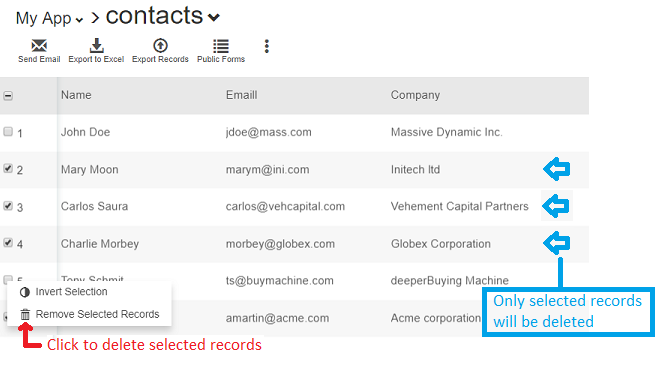 My App > contacts
Send Email Export to Excel Export Records Public Forms
Name Emaill Company
1 John Doe jdoe@mass.com Massive Dynamic Inc.
2 Mary Moon marym@ini.com Initech ltd
3 Carlos Saura carlos@vehcapital.com Vehement Capital Partners
4 Charlie Morbey morbey@globex.com Globex Corporation
5 Tony Schmit ts@buymachine.com deeperBuying Machine
Invert Selection
Only selected records
Remove Selected Records amartin@acme.com Acme corporation
will be deleted
Click to delete selected records